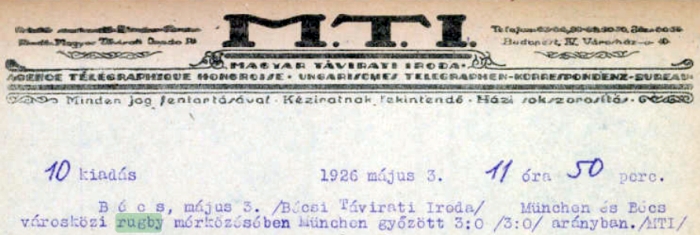 M.T.I.
MAGYAR TÁVIRATI IRODA
AGENCE TÉLÉGRAPHIQUE HONGROISE · UNGARISCHES TELEGRAPHEN-KORRESPONDENZ-BUREAU
Minden jog fentartásával · Kéziratnak tekintendő · Házi sokszorosítás
10 kiadás 1926 május 3. 11 óra 50 perc.
Bécs, május 3. /Bécsi Távirati Iroda/ München és Bécs
városközi rugby mérközésében München győzött 3:0 /3:0/ arányban. /MTI/